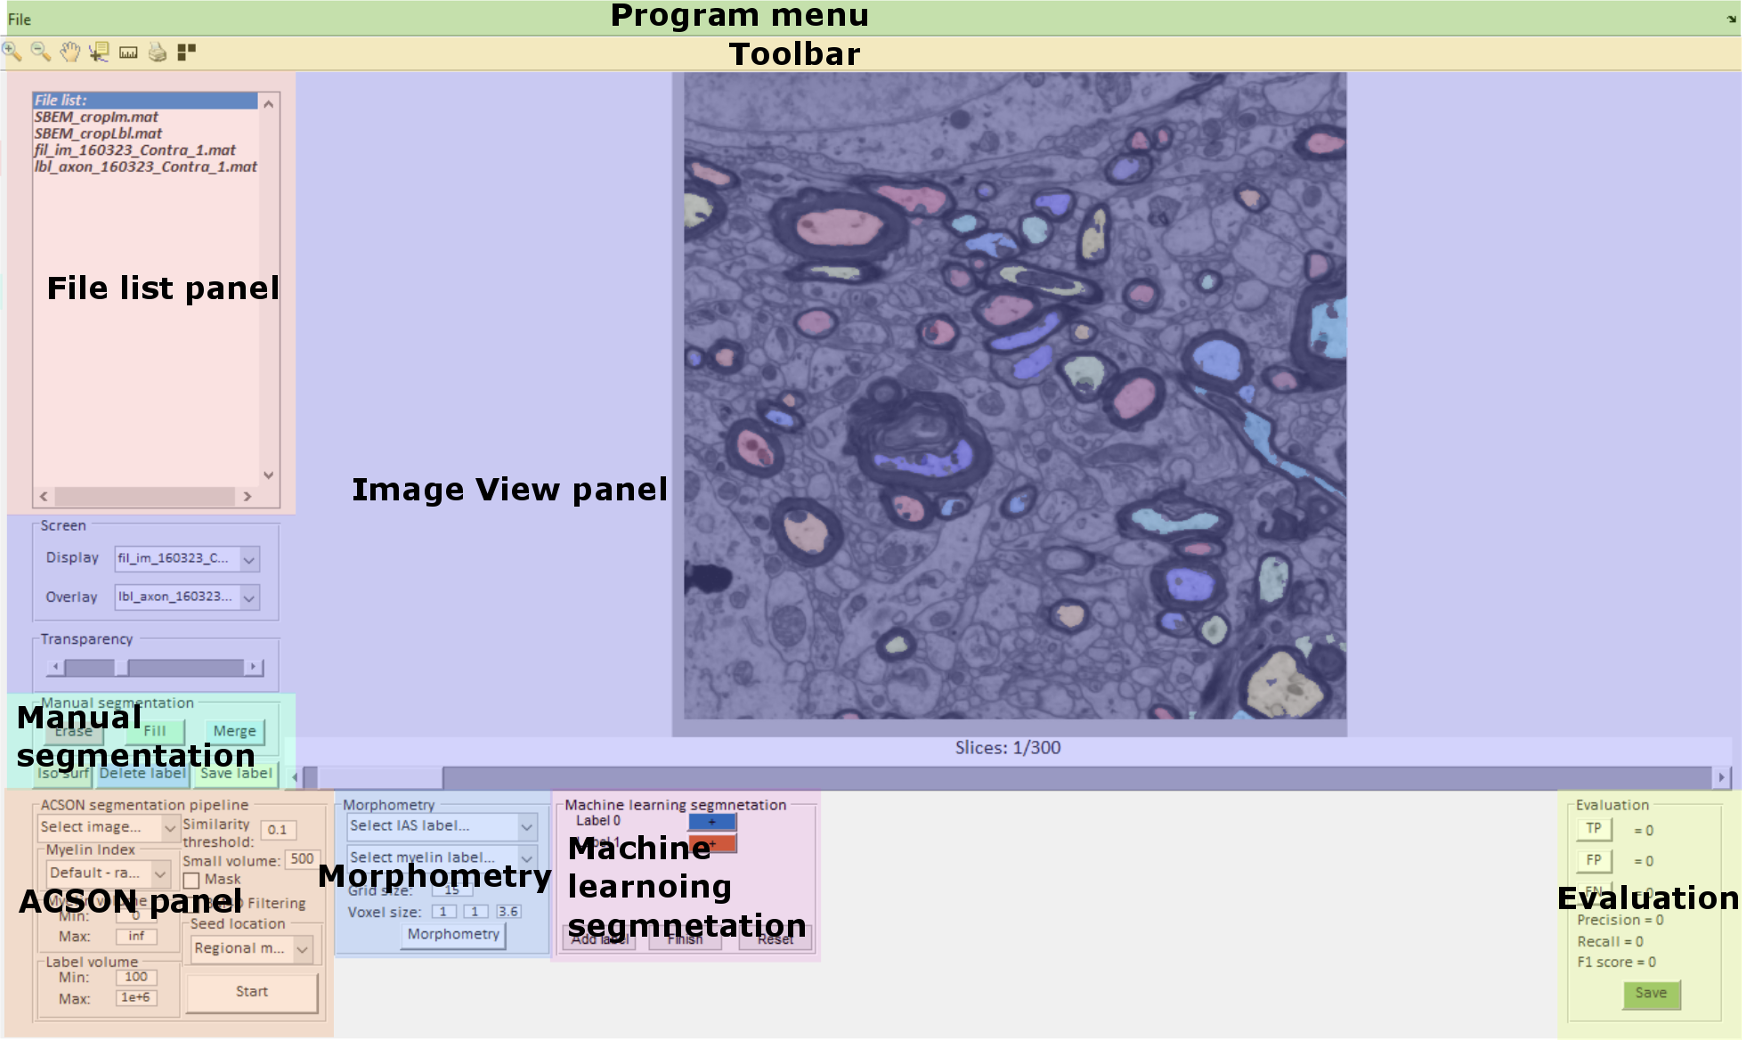 Program menu
File
Toolbar
File list:
SBEM_cropIm.mat
SBEM_cropLbl.mat
fil_im_160323_Contra_1.mat
lbl_axon_160323_Contra_1.mat
File list panel
Image View panel
Screen
Display fil_im_160323_C...
Overlay lbl_axon_160323...
Transparency
Manual segmentation
Manual
segmentation
Erase Fill Merge
Iso surf Delete label Save label
Slices: 1/300
ACSON segmentation pipeline
Select image...
Similarity
threshold: 0.1
Myelin Index
Default - ra...
Small volume: 500
Mask
ACSON panel
Filtering
Myelin volume
Min: 0
Max: inf
Seed location
Regional m...
Label volume
Min: 100
Max: 1e+6
Start
Morphometry
Select IAS label...
Select myelin label...
Morphometry
Grid size: 15
Voxel size: 1 1 3.6
Morphometry
Machine learning segmnetation
Label 0 +
Label 1 +
Machine
learnoing
segmnetation
Add label Finish Reset
Evaluation
TP = 0
FP = 0
FN = 0
Evaluation
Precision = 0
Recall = 0
F1 score = 0
Save